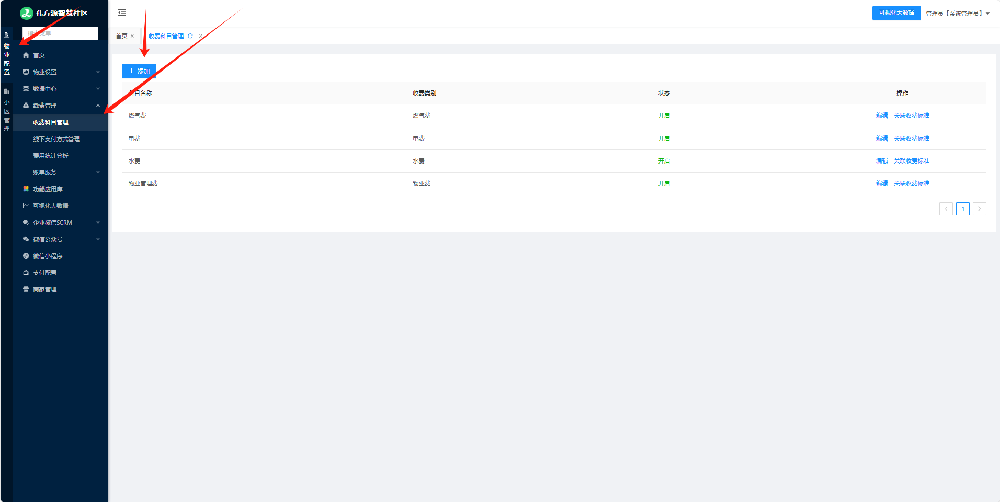 孔方源智慧社区
物业配置
小区管理
搜索菜单
首页
物业设置
数据中心
缴费管理
收费科目管理
线下支付方式管理
费用统计分析
账单服务
功能应用库
可视化大数据
企业微信SCRM
微信公众号
微信小程序
支付配置
商家管理
可视化大数据 管理员【系统管理员】
首页 收费科目管理
添加
科目名称 收费类别 状态 操作
燃气费 燃气费 开启 编辑 关联收费标准
电费 电费 开启 编辑 关联收费标准
水费 水费 开启 编辑 关联收费标准
物业管理费 物业费 开启 编辑 关联收费标准
1